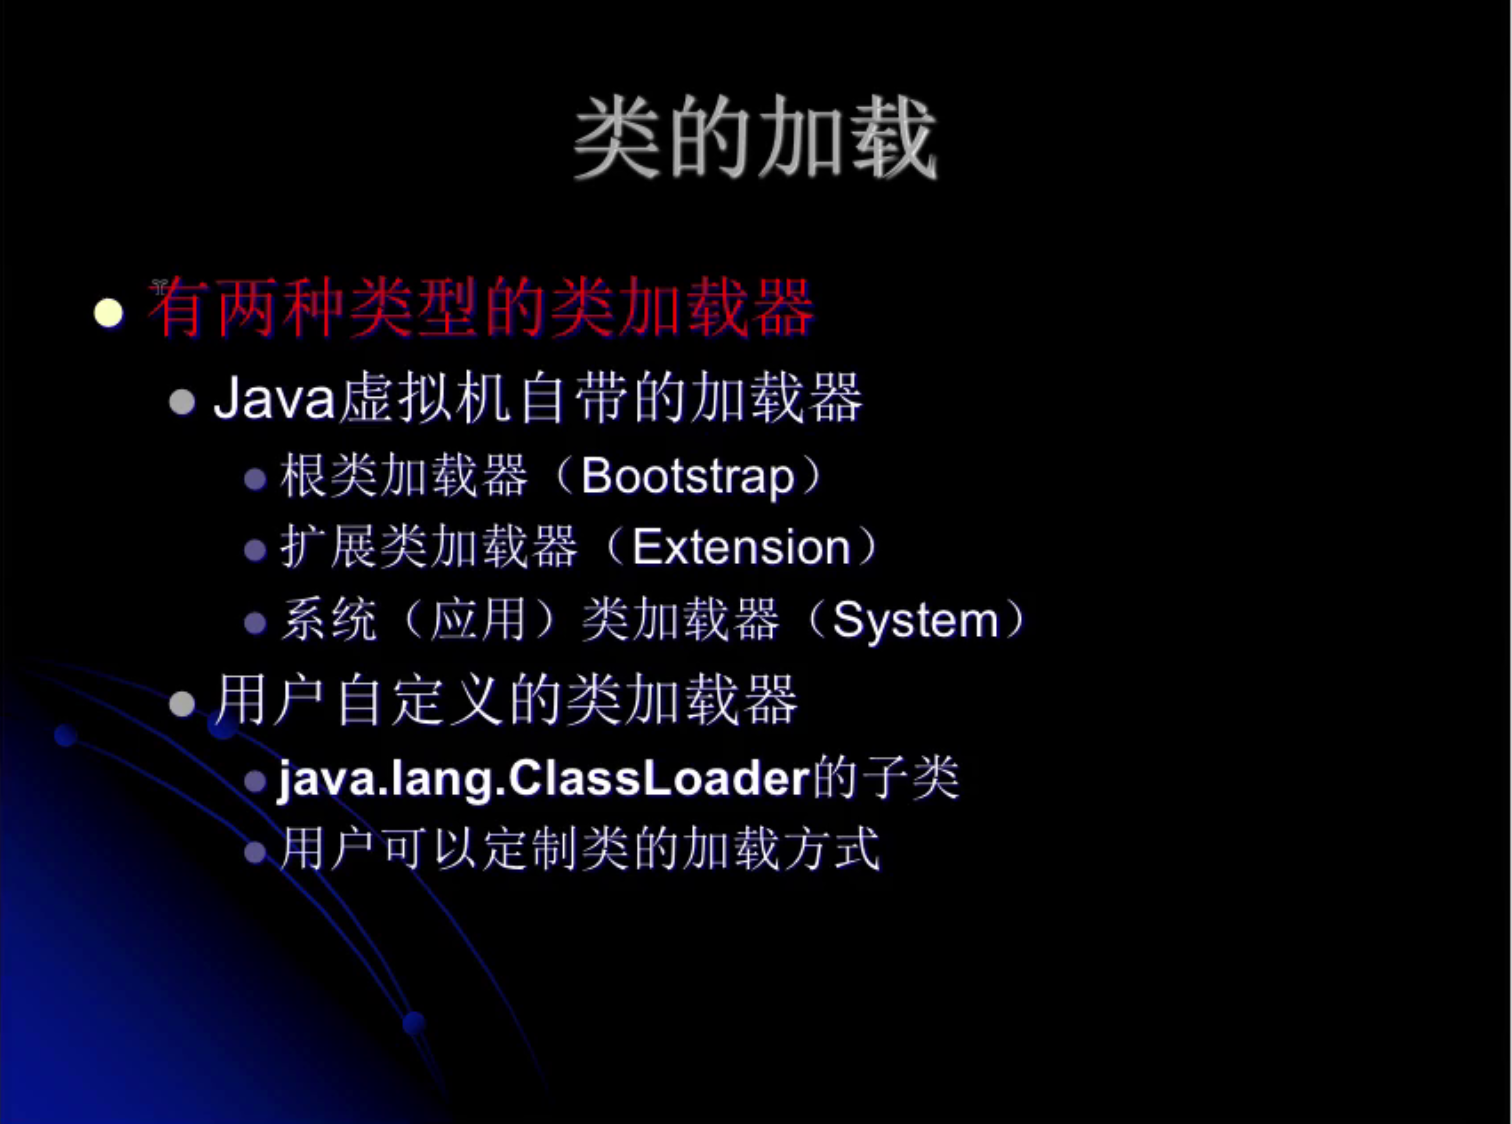 类的加载
有两种类型的类加载器
Java虚拟机自带的加载器
根类加载器（Bootstrap）
扩展类加载器（Extension）
系统（应用）类加载器（System）
用户自定义的类加载器
java.lang.ClassLoader的子类
用户可以定制类的加载方式